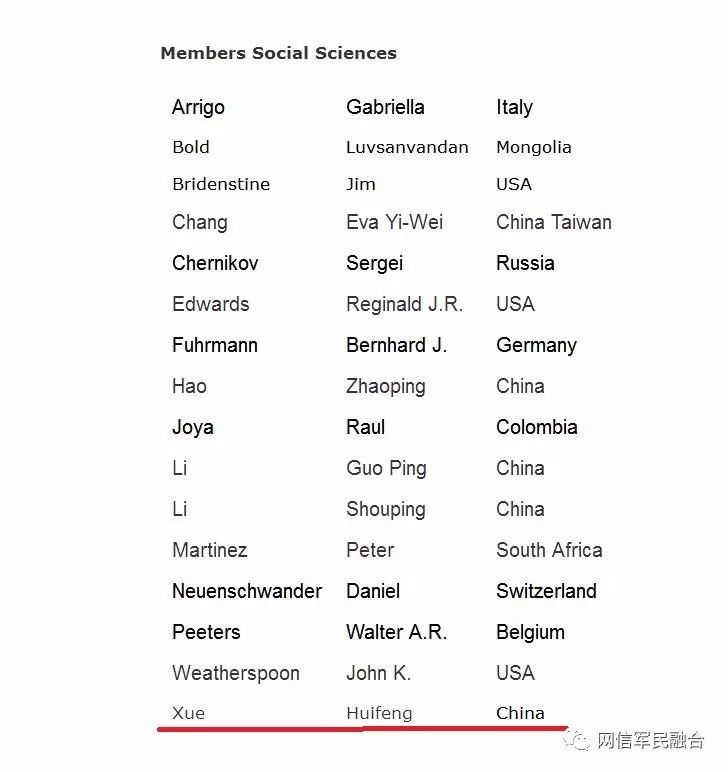 Members Social Sciences
Arrigo Gabriella Italy
Bold Luvsanvandan Mongolia
Bridenstine Jim USA
Chang Eva Yi-Wei China Taiwan
Chernikov Sergei Russia
Edwards Reginald J.R. USA
Fuhrmann Bernhard J. Germany
Hao Zhaoping China
Joya Raul Colombia
Li Guo Ping China
Li Shouping China
Martinez Peter South Africa
Neuenschwander Daniel Switzerland
Peeters Walter A.R. Belgium
Weatherspoon John K. USA
Xue Huifeng China
网信军民融合